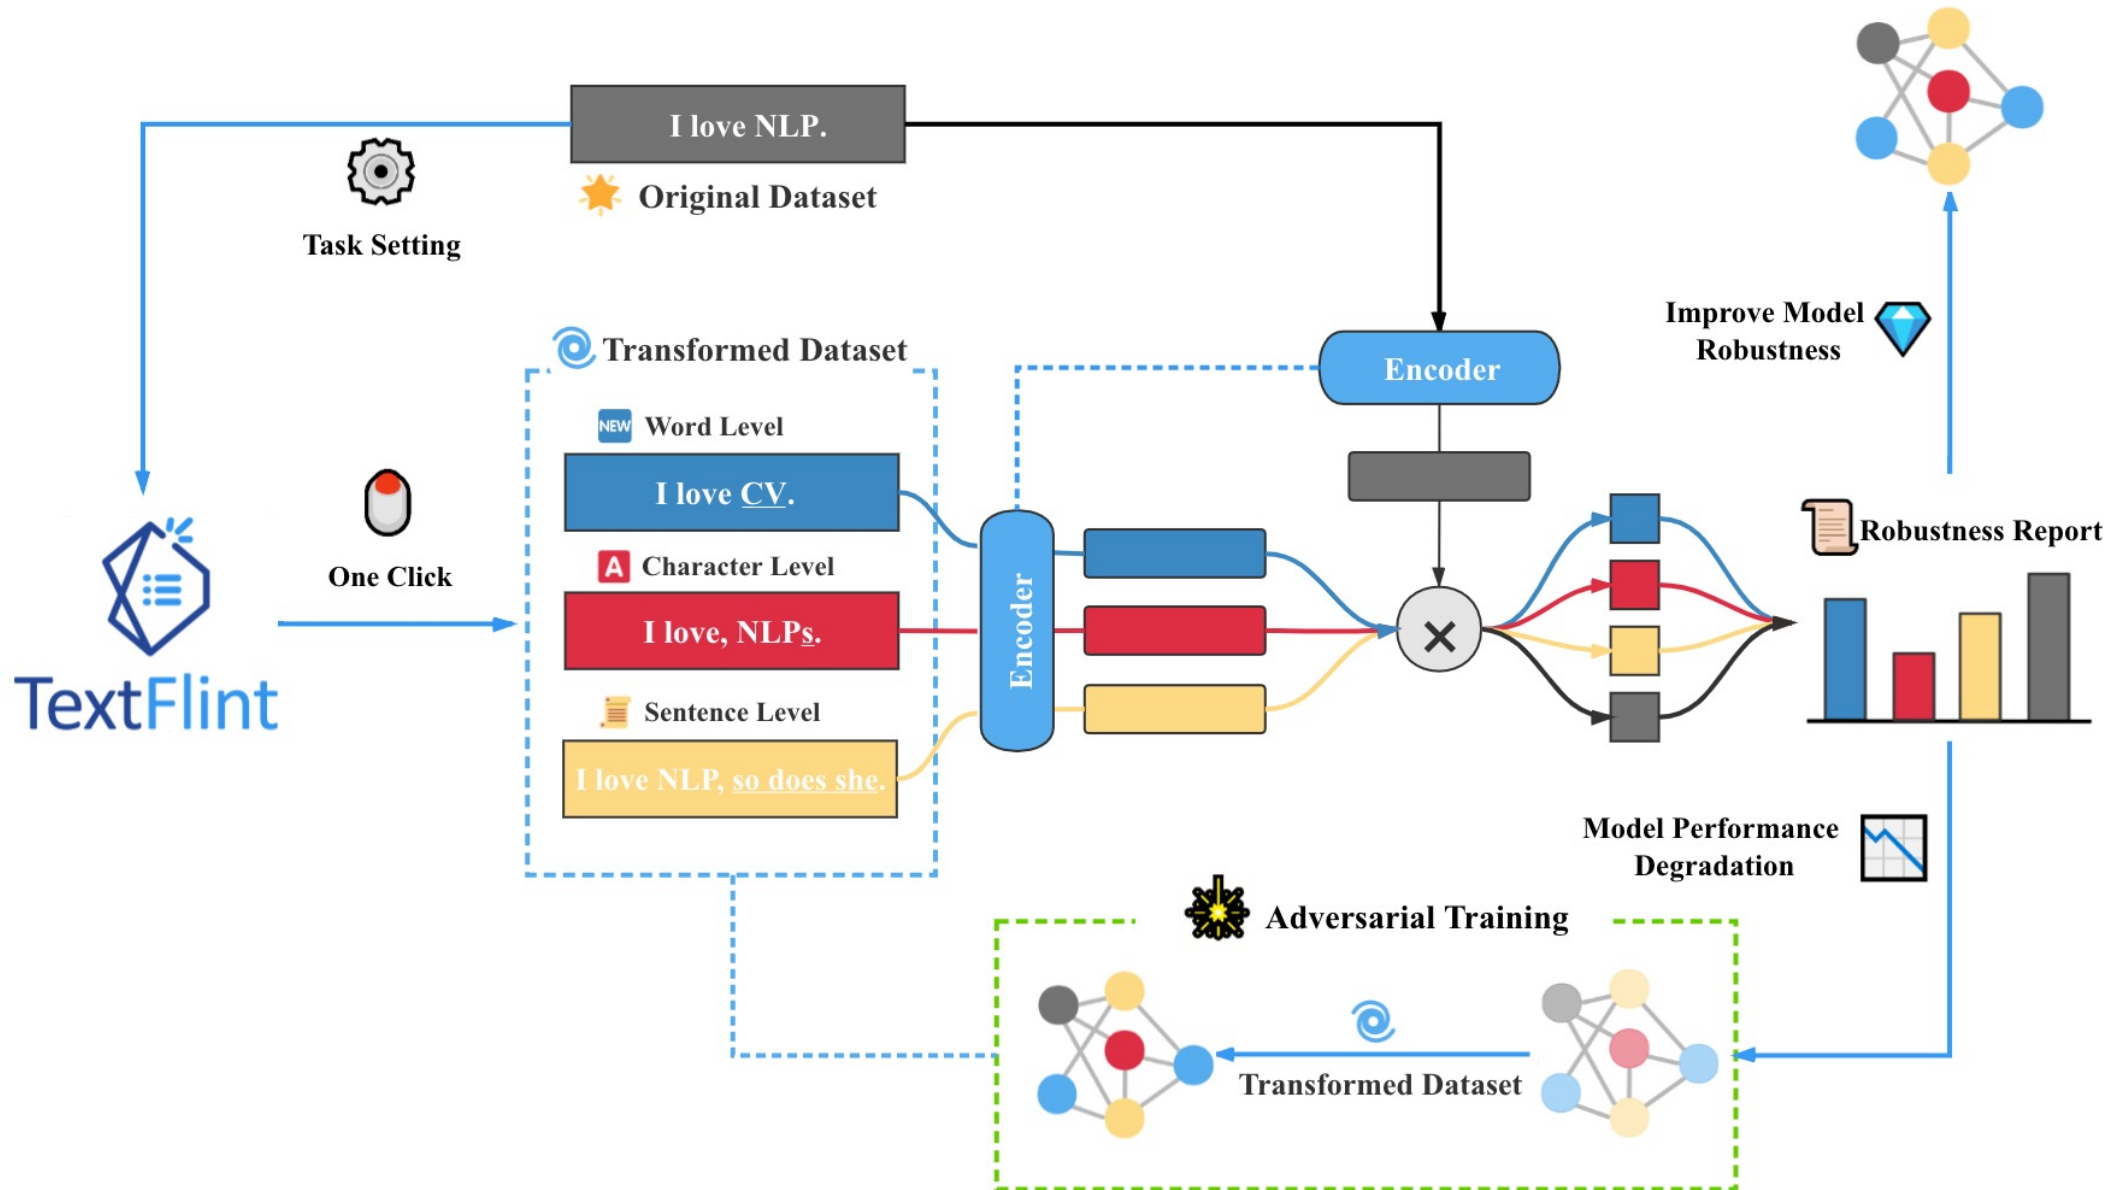 I love NLP.
Original Dataset
Task Setting
Transformed Dataset
NEW Word Level
I love CV.
A Character Level
I love, NLPs.
Sentence Level
I love NLP, so does she.
One Click
TextFlint
Encoder
Encoder
×
Improve Model
Robustness
Robustness Report
Model Performance
Degradation
Adversarial Training
Transformed Dataset